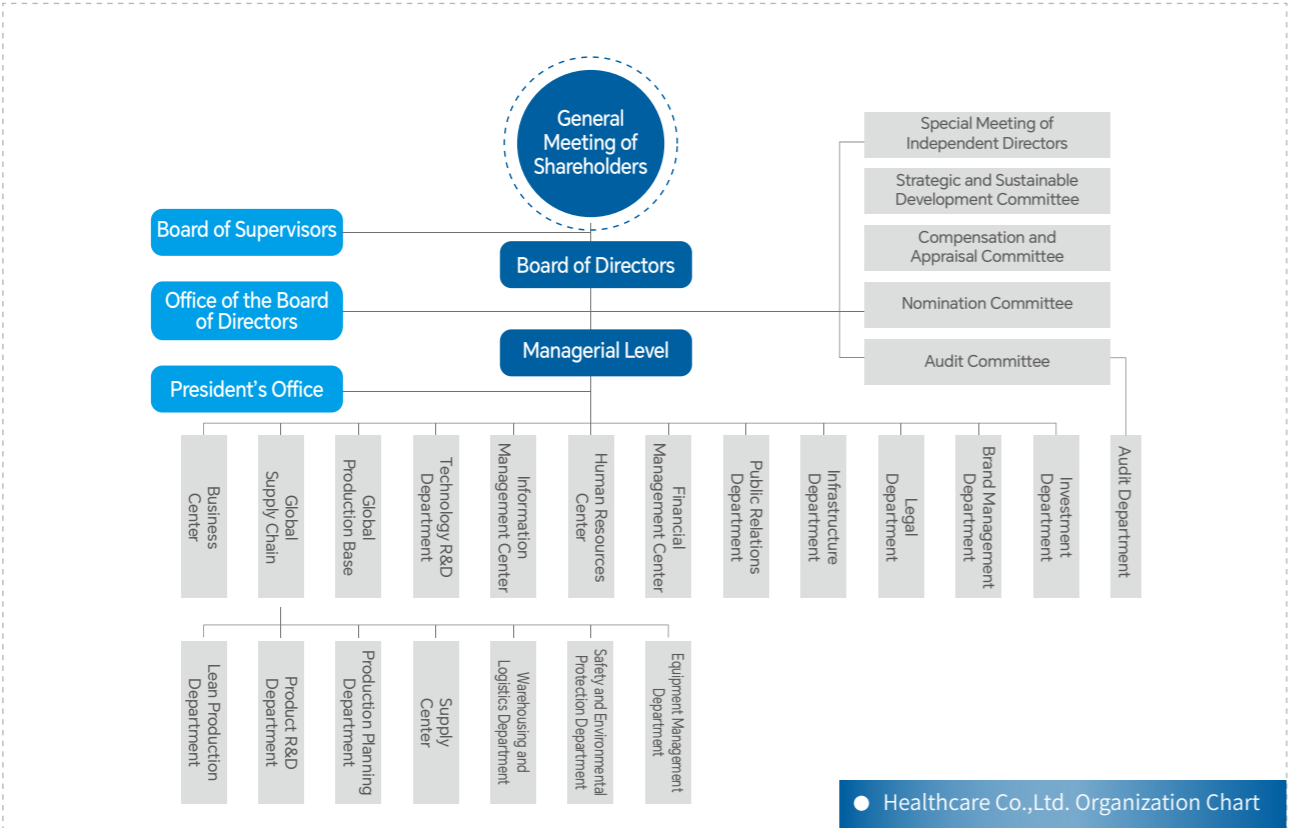 General
Meeting of
Shareholders
Special Meeting of
Independent Directors
Strategic and Sustainable
Development Committee
Board of Supervisors
Compensation and
Appraisal Committee
Board of Directors
Office of the Board
of Directors
Nomination Committee
Managerial Level
Audit Committee
President’s Office
Business
Center
Global
Supply Chain
Global
Production Base
Technology R&D
Department
Information
Management Center
Human Resources
Center
Financial
Management Center
Public Relations
Department
Infrastructure
Department
Legal
Department
Brand Management
Department
Investment
Department
Audit Department
Lean Production
Department
Product R&D
Department
Production Planning
Department
Supply
Center
Warehousing and
Logistics Department
Safety and Environmental
Protection Department
Equipment Management
Department
Healthcare Co.,Ltd. Organization Chart